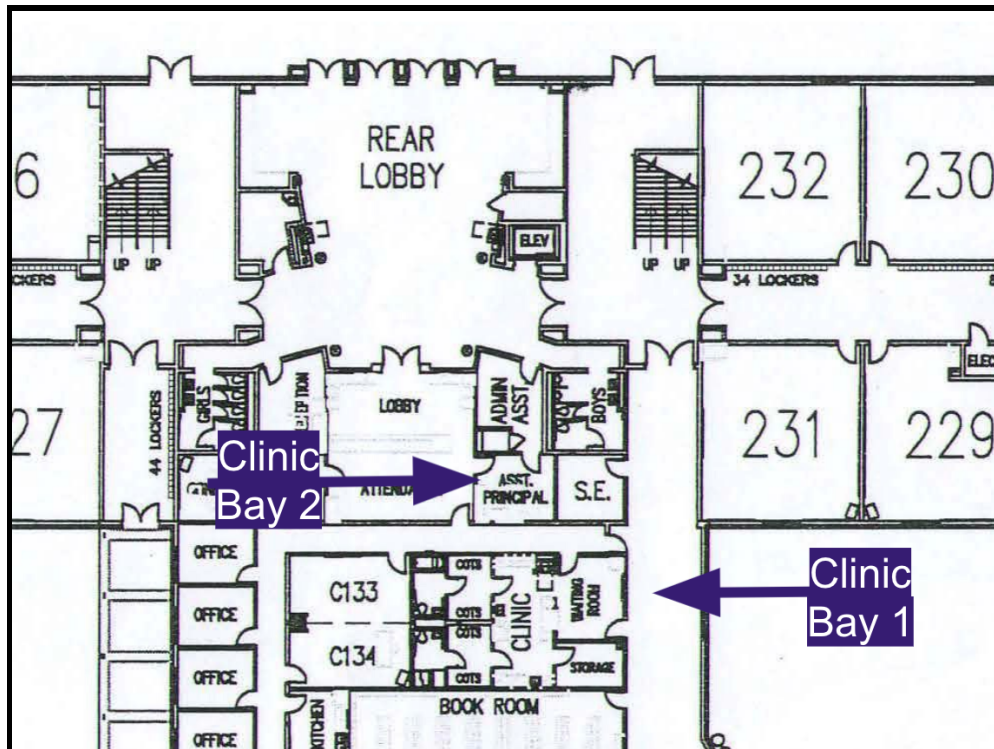 REAR
LOBBY
6
232
230
ELEV
UP UP
UP UP
34 LOCKERS
8
ELEC
GIRLS
LOBBY
ADMIN
ASST
BOYS
27
44 LOCKERS
231
229
Clinic
Bay 2
ASST.
PRINCIPAL
S.E.
OFFICE
OFFICE
OFFICE
OFFICE
C133
C134
COTS
COTS
COTS
COTS
CLINIC
WAITING
ROOM
STORAGE
Clinic
Bay 1
BOOK ROOM
KITCHEN